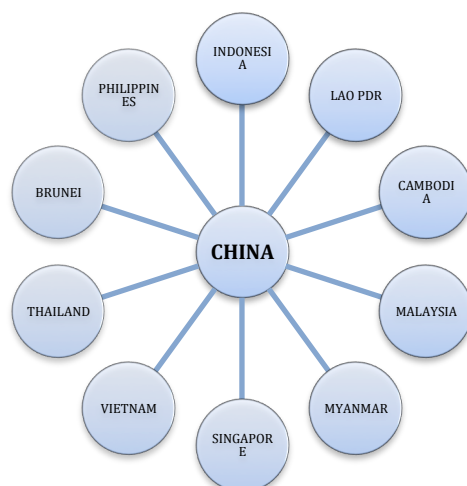 INDONESI
A
LAO PDR
CAMBODI
A
MALAYSIA
MYANMAR
SINGAPOR
E
VIETNAM
THAILAND
BRUNEI
PHILIPPIN
ES
CHINA